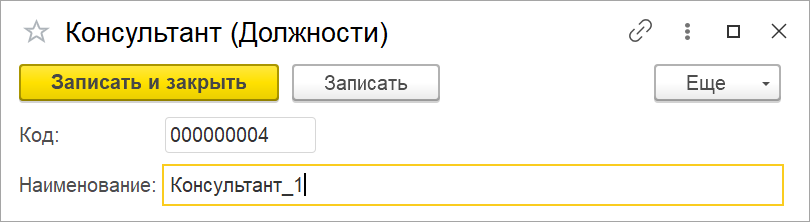 Консультант (Должности)
Записать и закрыть Записать Еще
Код: 000000004
Наименование: Консультант_1